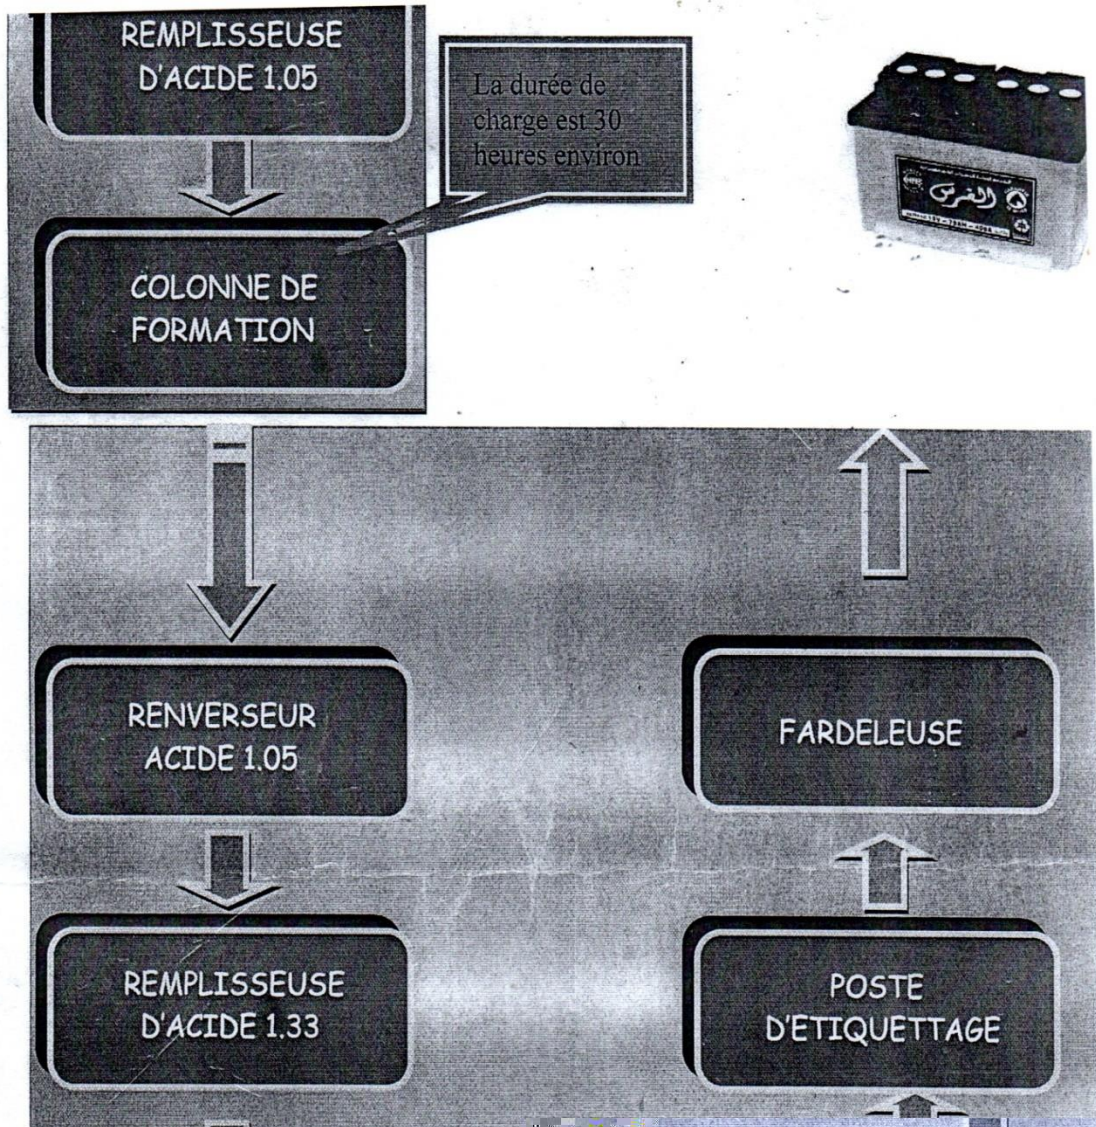 REMPLISSEUSE
D'ACIDE 1.05
La durée de
charge est 30
heures environ
COLONNE DE
FORMATION
RENVERSEUR
ACIDE 1.05
REMPLISSEUSE
D'ACIDE 1.33
FARDELEUSE
POSTE
D'ETIQUETTAGE